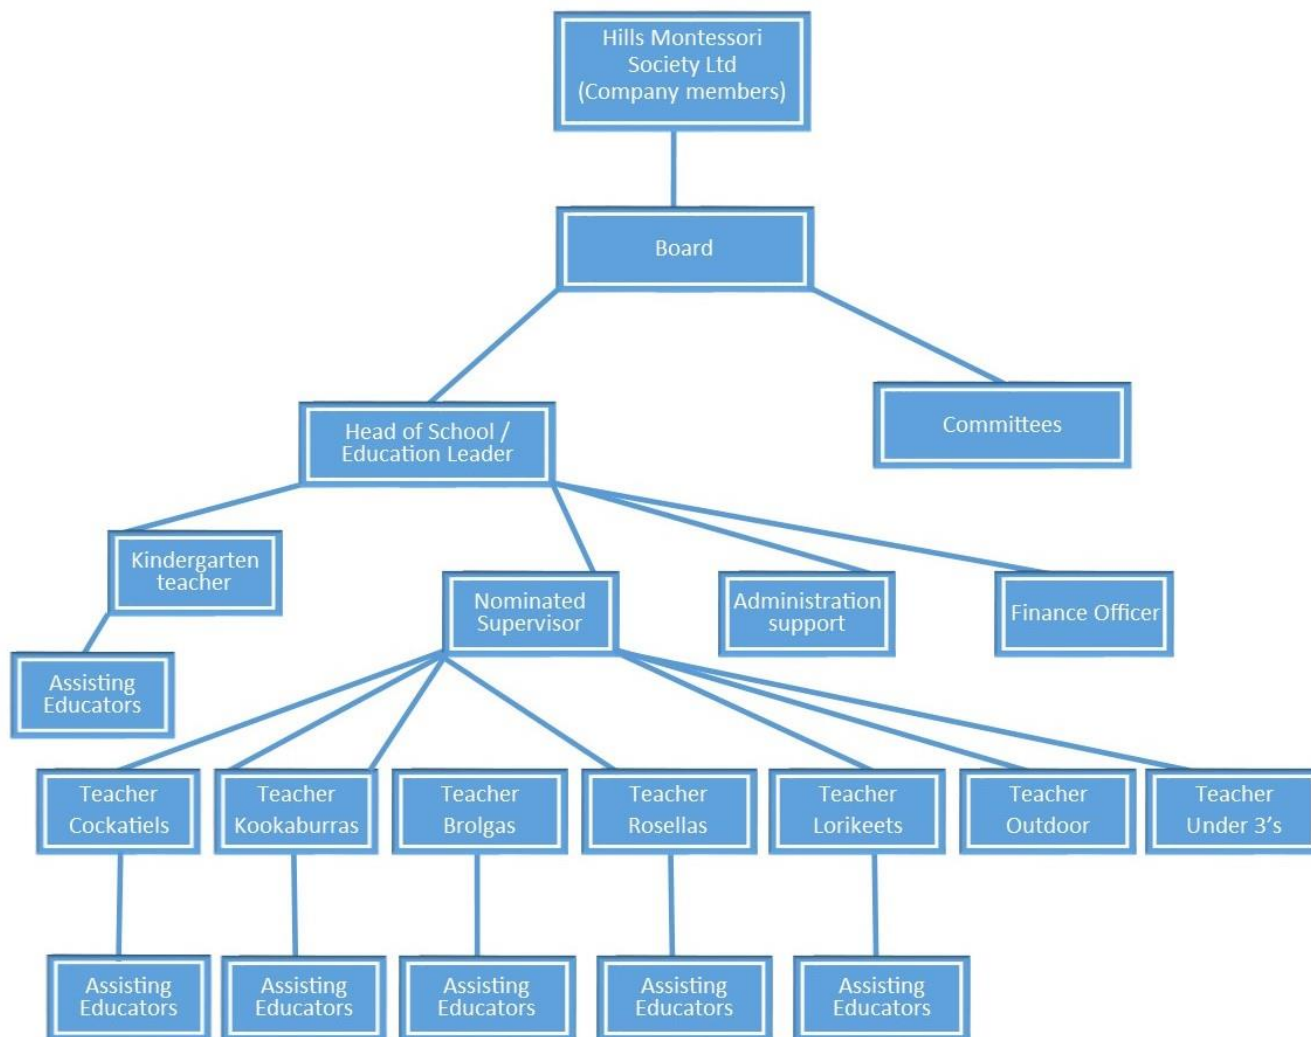 Hills Montessori
Society Ltd
(Company members)
Board
Head of School /
Education Leader
Committees
Kindergarten
teacher
Nominated
Supervisor
Administration
support
Finance Officer
Assisting
Educators
Teacher
Cockatiels
Teacher
Kookaburras
Teacher
Brolgas
Teacher
Rosellas
Teacher
Lorikeets
Teacher
Outdoor
Teacher
Under 3's
Assisting
Educators
Assisting
Educators
Assisting
Educators
Assisting
Educators
Assisting
Educators